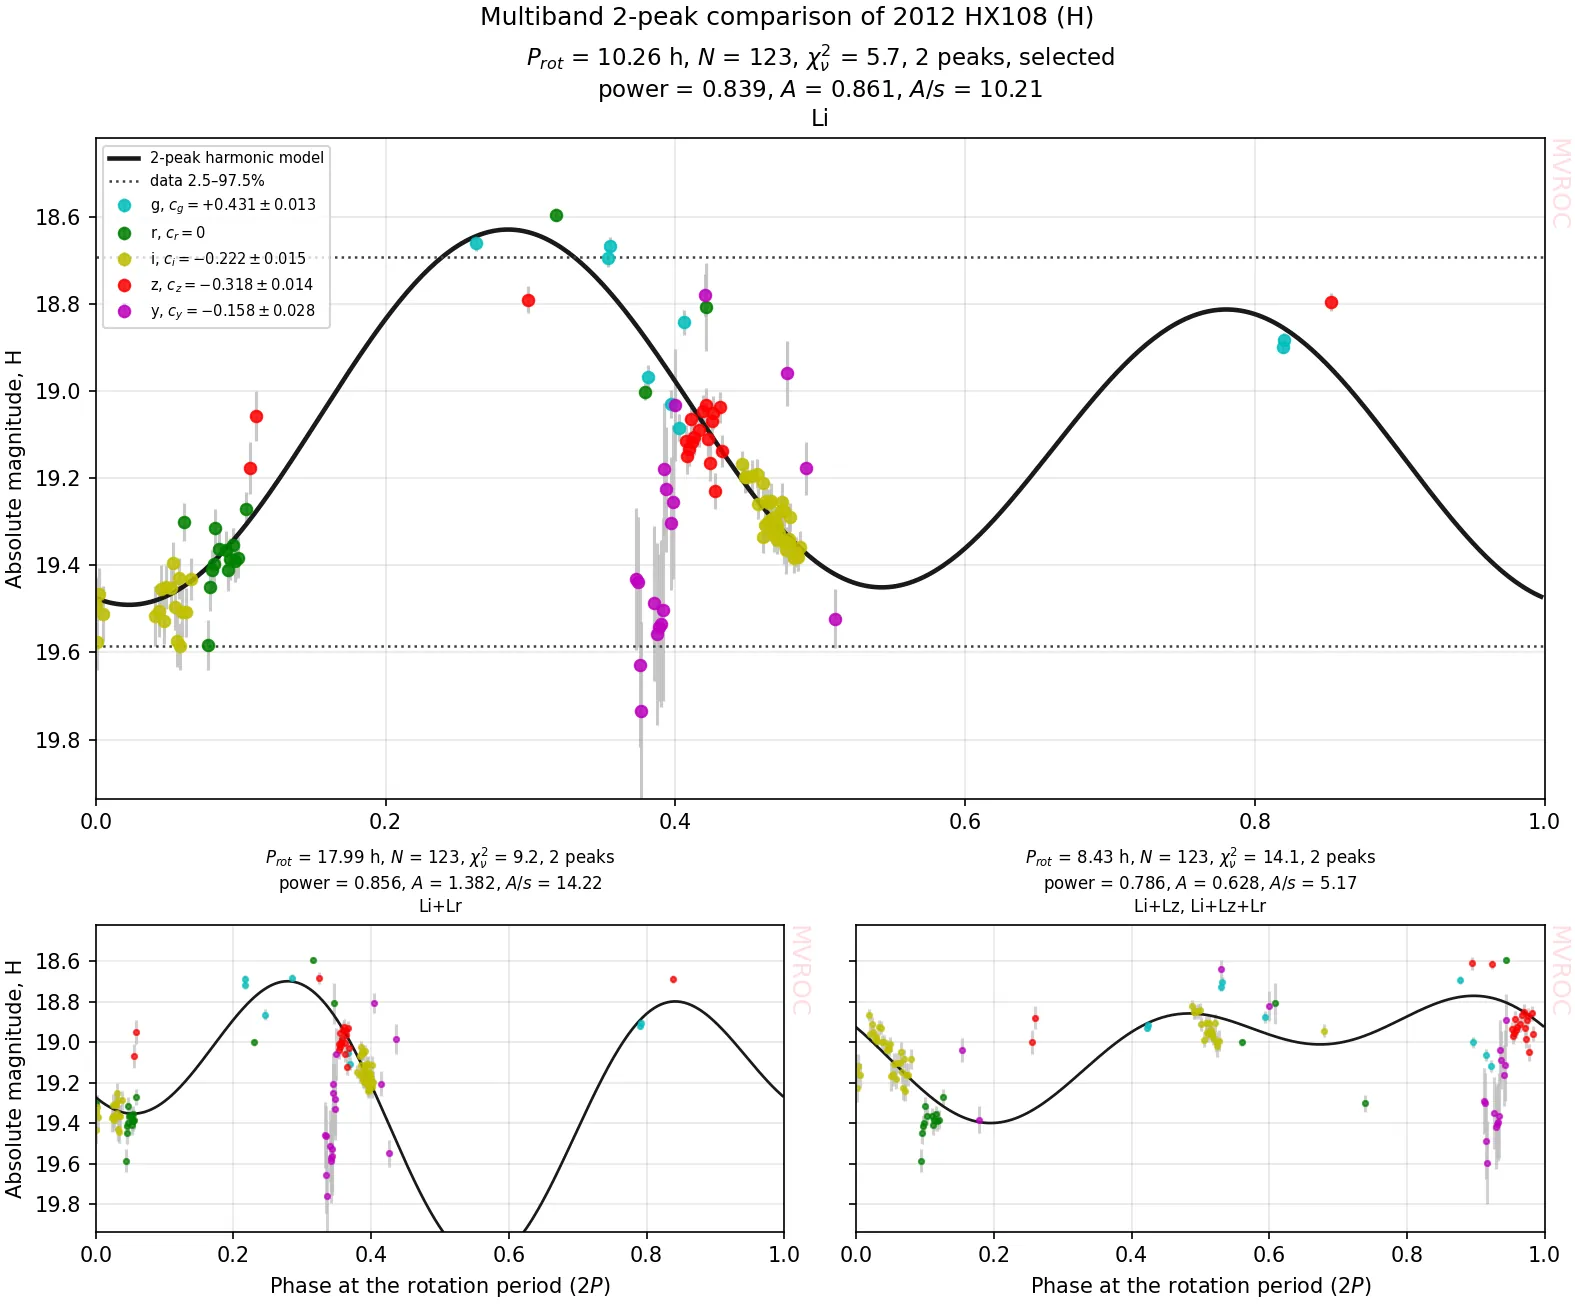 Multiband 2-peak comparison of 2012 HX108 (H)
P_rot = 10.26 h, N = 123, χ²_ν = 5.7, 2 peaks, selected
power = 0.839, A = 0.861, A/s = 10.21
Li
2-peak harmonic model
data 2.5–97.5%
g, c_g = +0.431 ± 0.013
r, c_r = 0
i, c_i = −0.222 ± 0.015
z, c_z = −0.318 ± 0.014
y, c_y = −0.158 ± 0.028
MVROC
Absolute magnitude, H
18.6
18.8
19.0
19.2
19.4
19.6
19.8
0.0 0.2 0.4 0.6 0.8 1.0
P_rot = 17.99 h, N = 123, χ²_ν = 9.2, 2 peaks
power = 0.856, A = 1.382, A/s = 14.22
Li+Lr
MVROC
Absolute magnitude, H
18.6
18.8
19.0
19.2
19.4
19.6
19.8
0.0 0.2 0.4 0.6 0.8 1.0
Phase at the rotation period (2P)
P_rot = 8.43 h, N = 123, χ²_ν = 14.1, 2 peaks
power = 0.786, A = 0.628, A/s = 5.17
Li+Lz, Li+Lz+Lr
MVROC
0.0 0.2 0.4 0.6 0.8 1.0
Phase at the rotation period (2P)